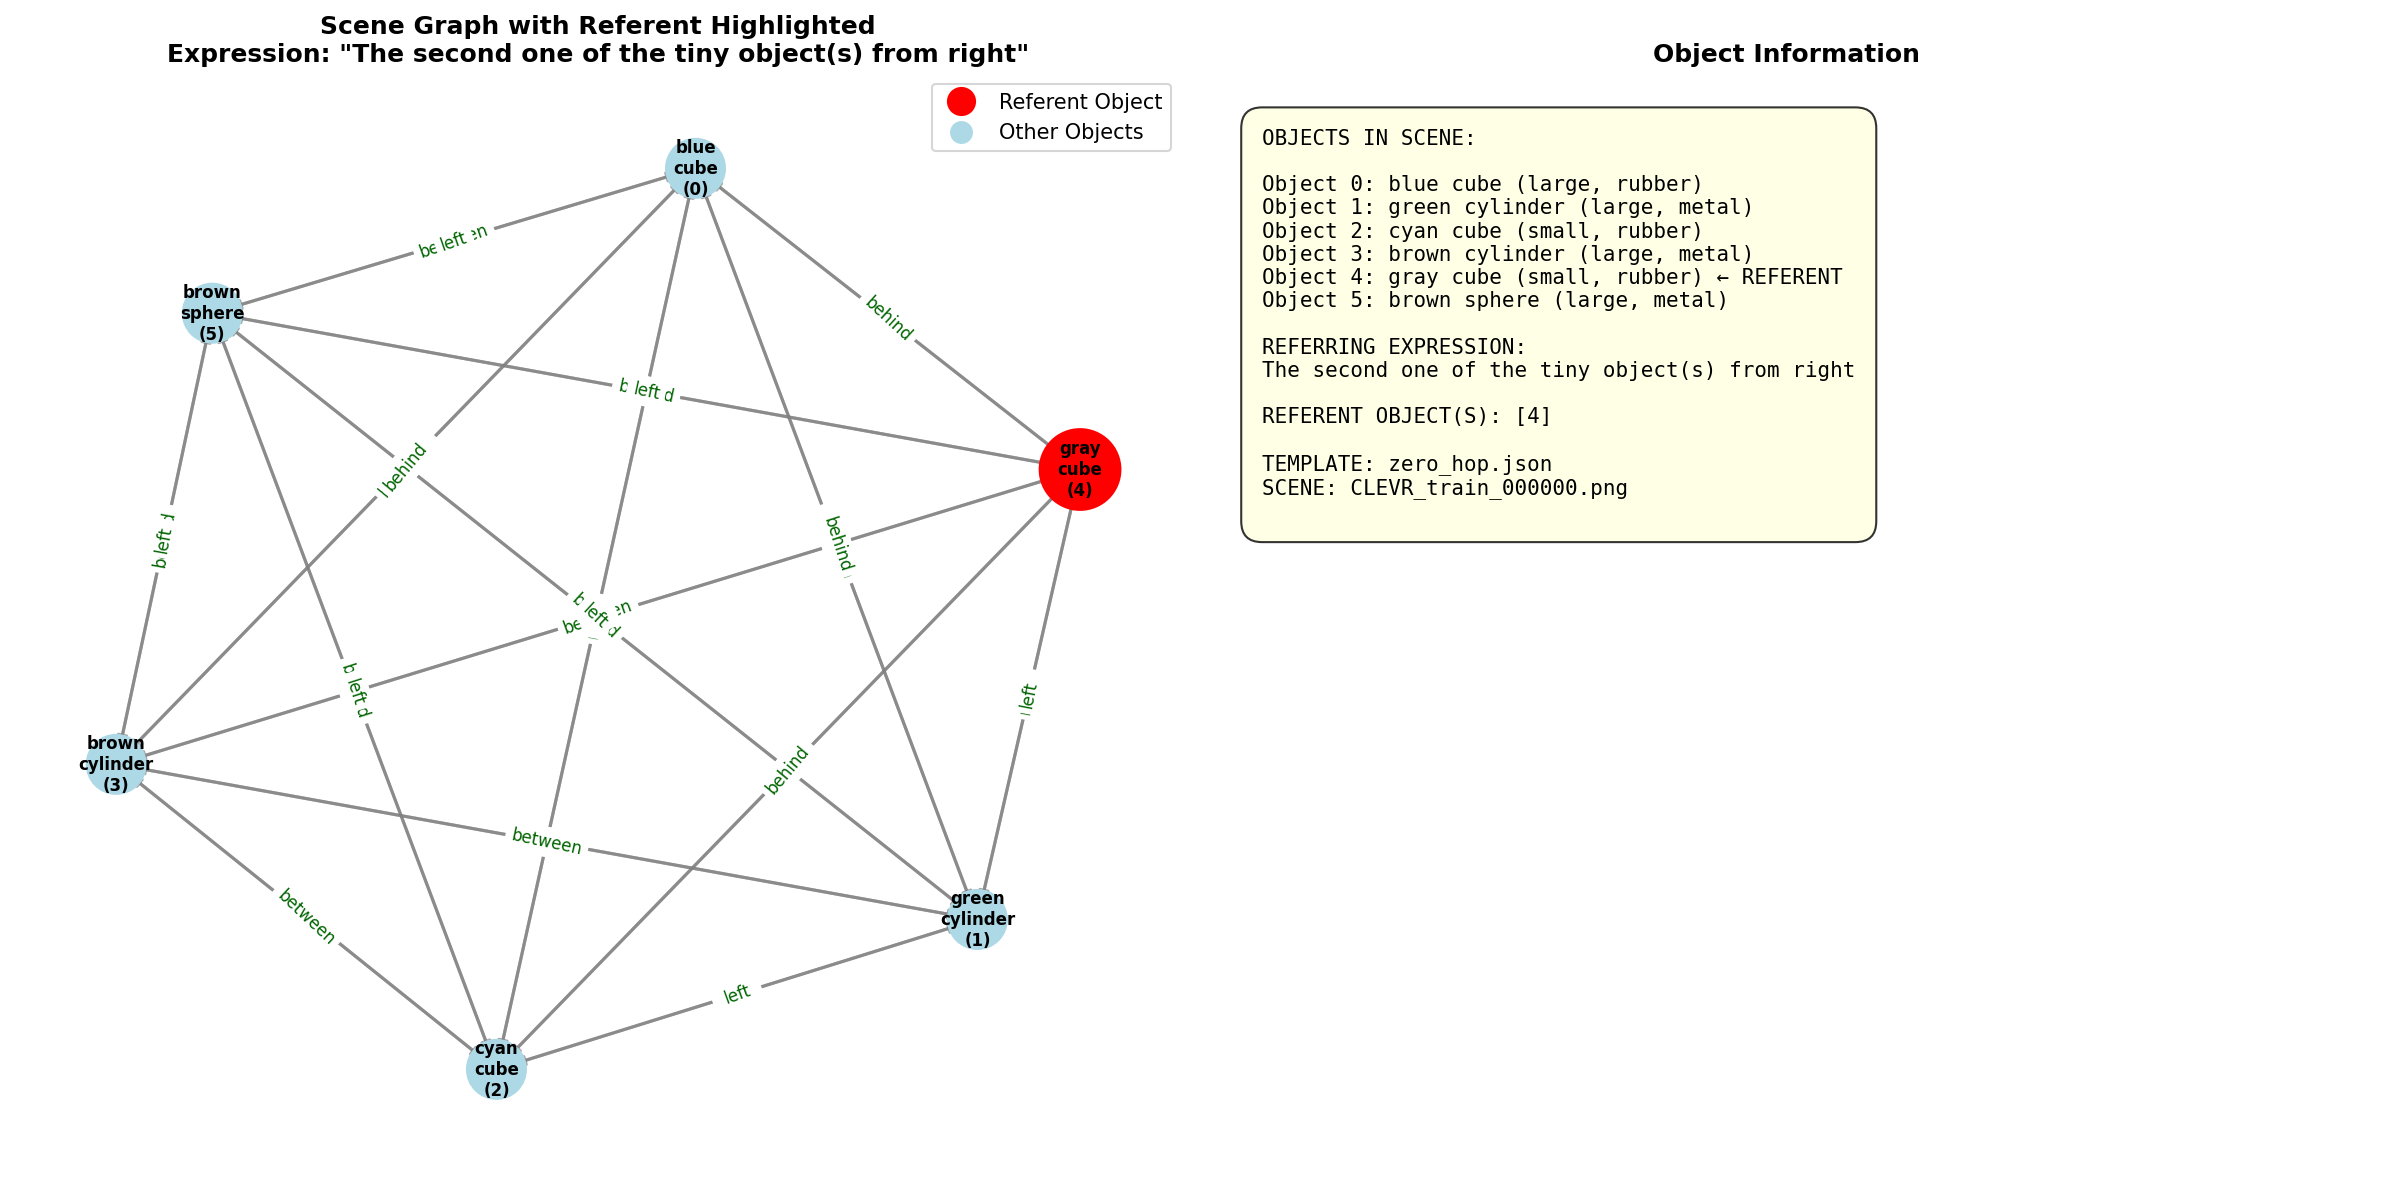 Scene Graph with Referent Highlighted
Expression: "The second one of the tiny object(s) from right"
Referent Object
Other Objects
blue
cube
(0)
left
brown
sphere
(5)
behind
left
gray
cube
(4)
behind
left
behind
left
left
left
brown
cylinder
(3)
behind
between
green
cylinder
(1)
between
left
cyan
cube
(2)
Object Information
OBJECTS IN SCENE:
Object 0: blue cube (large, rubber)
Object 1: green cylinder (large, metal)
Object 2: cyan cube (small, rubber)
Object 3: brown cylinder (large, metal)
Object 4: gray cube (small, rubber) ← REFERENT
Object 5: brown sphere (large, metal)
REFERRING EXPRESSION:
The second one of the tiny object(s) from right
REFERENT OBJECT(S): [4]
TEMPLATE: zero_hop.json
SCENE: CLEVR_train_000000.png